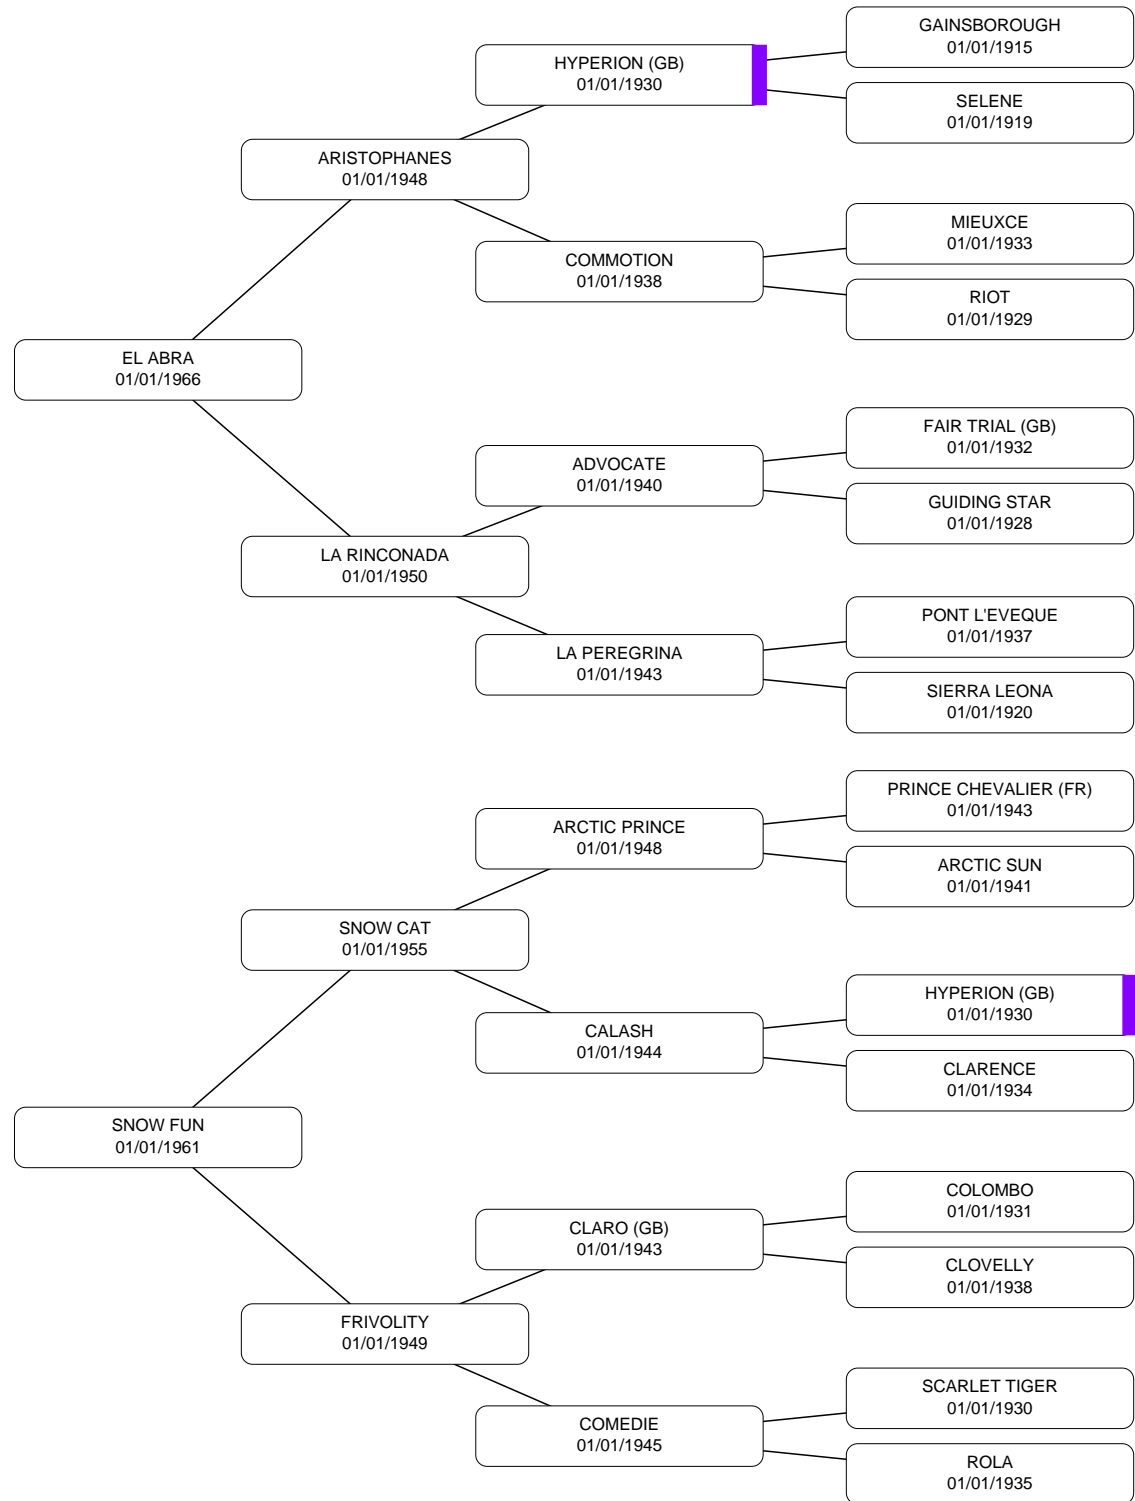 GAINSBOROUGH
01/01/1915
HYPERION (GB)
01/01/1930
SELENE
01/01/1919
ARISTOPHANES
01/01/1948
MIEUXCE
01/01/1933
COMMOTION
01/01/1938
RIOT
01/01/1929
EL ABRA
01/01/1966
FAIR TRIAL (GB)
01/01/1932
ADVOCATE
01/01/1940
GUIDING STAR
01/01/1928
LA RINCONADA
01/01/1950
PONT L'EVEQUE
01/01/1937
LA PEREGRINA
01/01/1943
SIERRA LEONA
01/01/1920
PRINCE CHEVALIER (FR)
01/01/1943
ARCTIC PRINCE
01/01/1948
ARCTIC SUN
01/01/1941
SNOW CAT
01/01/1955
HYPERION (GB)
01/01/1930
CALASH
01/01/1944
CLARENCE
01/01/1934
SNOW FUN
01/01/1961
COLOMBO
01/01/1931
CLARO (GB)
01/01/1943
CLOVELLY
01/01/1938
FRIVOLITY
01/01/1949
SCARLET TIGER
01/01/1930
COMEDIE
01/01/1945
ROLA
01/01/1935